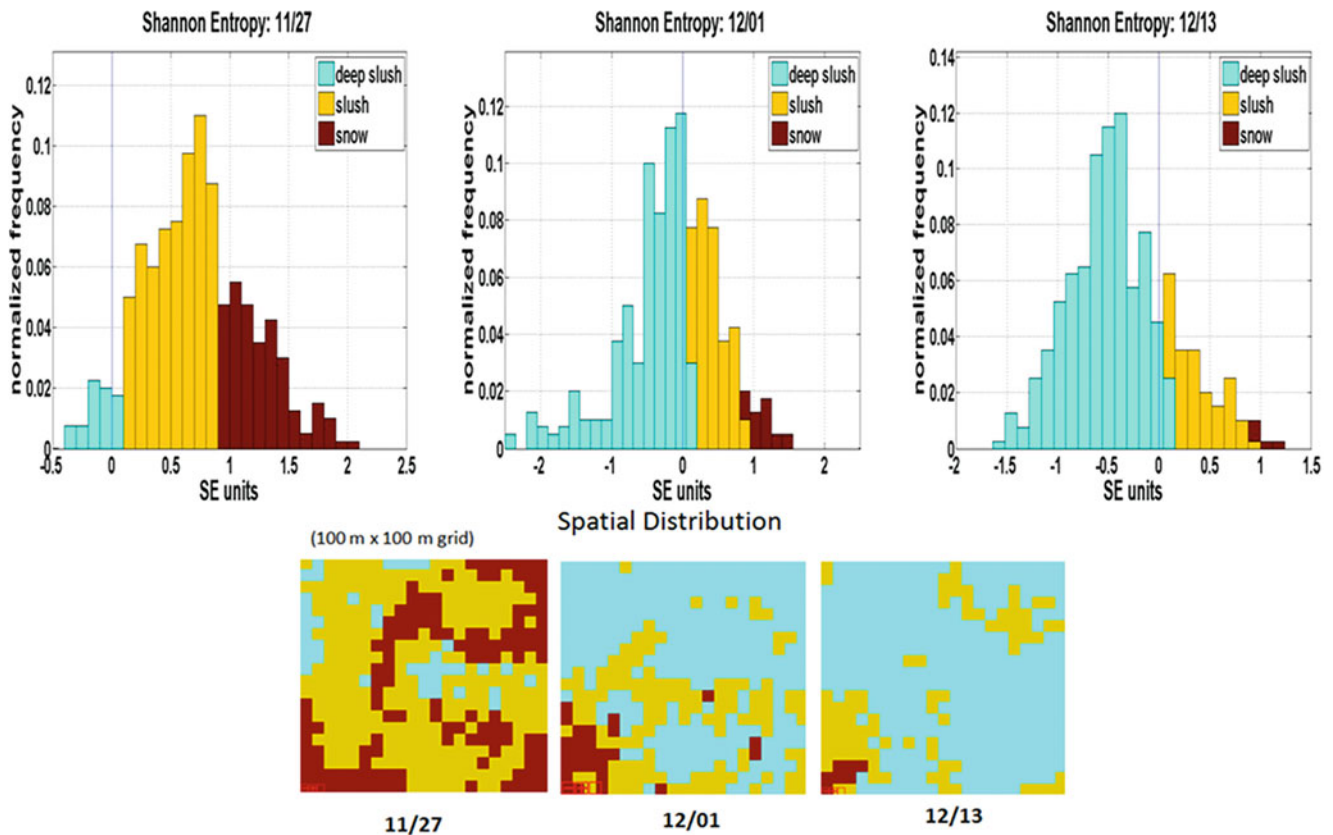 Shannon Entropy: 11/27
normalized frequency
0.12
0.1
0.08
0.06
0.04
0.02
0
-0.5
0
0.5
1
1.5
2
2.5
SE units
deep slush
slush
snow
Shannon Entropy: 12/01
normalized frequency
0.12
0.1
0.08
0.06
0.04
0.02
0
-2
-1
0
1
2
SE units
deep slush
slush
snow
Shannon Entropy: 12/13
normalized frequency
0.14
0.12
0.1
0.08
0.06
0.04
0.02
0
-2
-1.5
-1
-0.5
0
0.5
1
1.5
SE units
deep slush
slush
snow
Spatial Distribution
(100 m x 100 m grid)
11/27
12/01
12/13